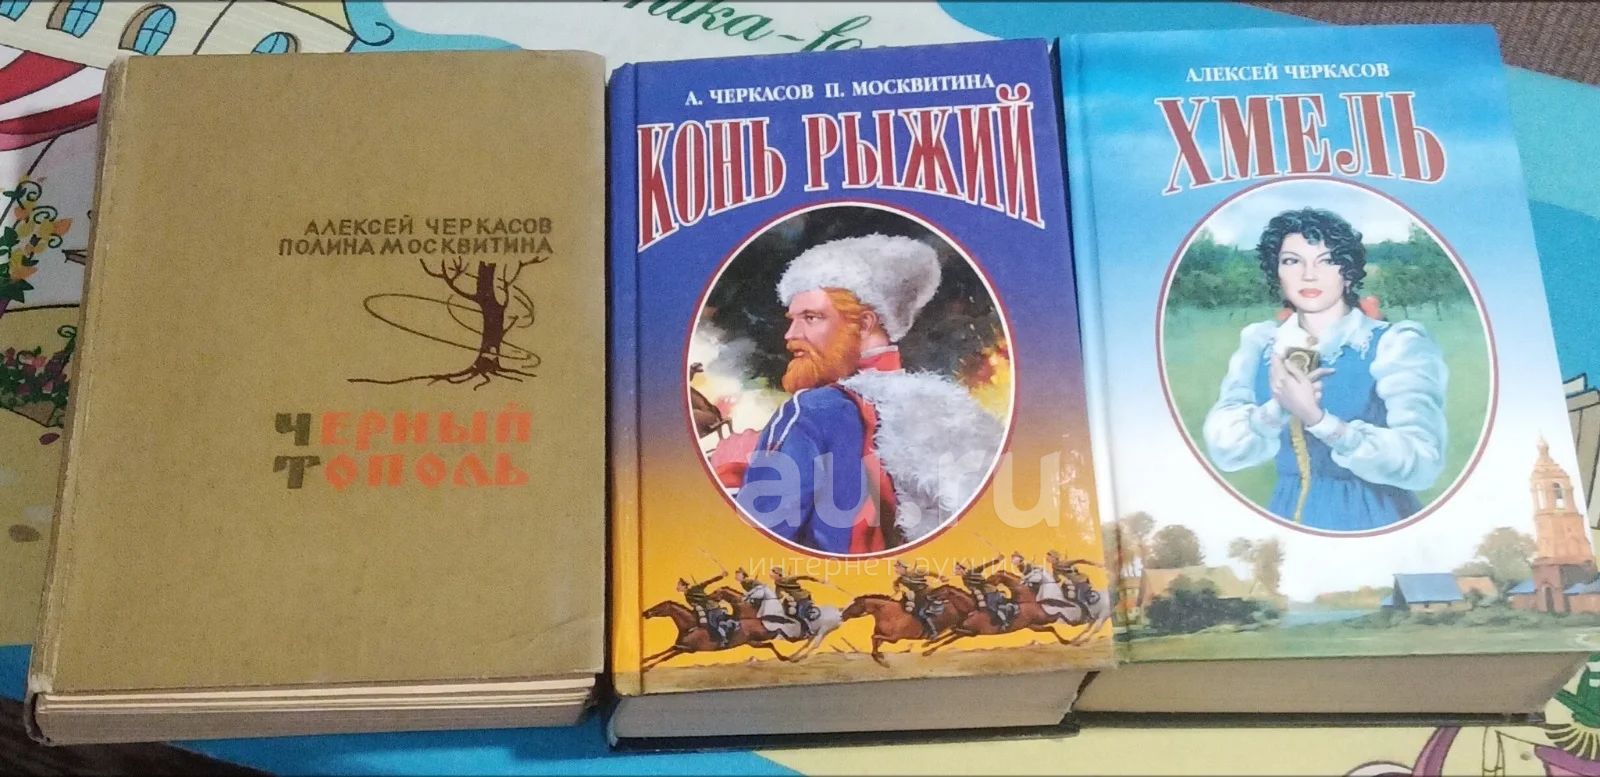 АЛЕКСЕЙ ЧЕРКАСОВ
ПОЛИНА МОСКВИТИНА
ЧЕРНЫЙ
ТОПОЛЬ
А. ЧЕРКАСОВ П. МОСКВИТИНА
КОНЬ РЫЖИЙ
АЛЕКСЕЙ ЧЕРКАСОВ
ХМЕЛЬ
au.ru
интернет-аукцион